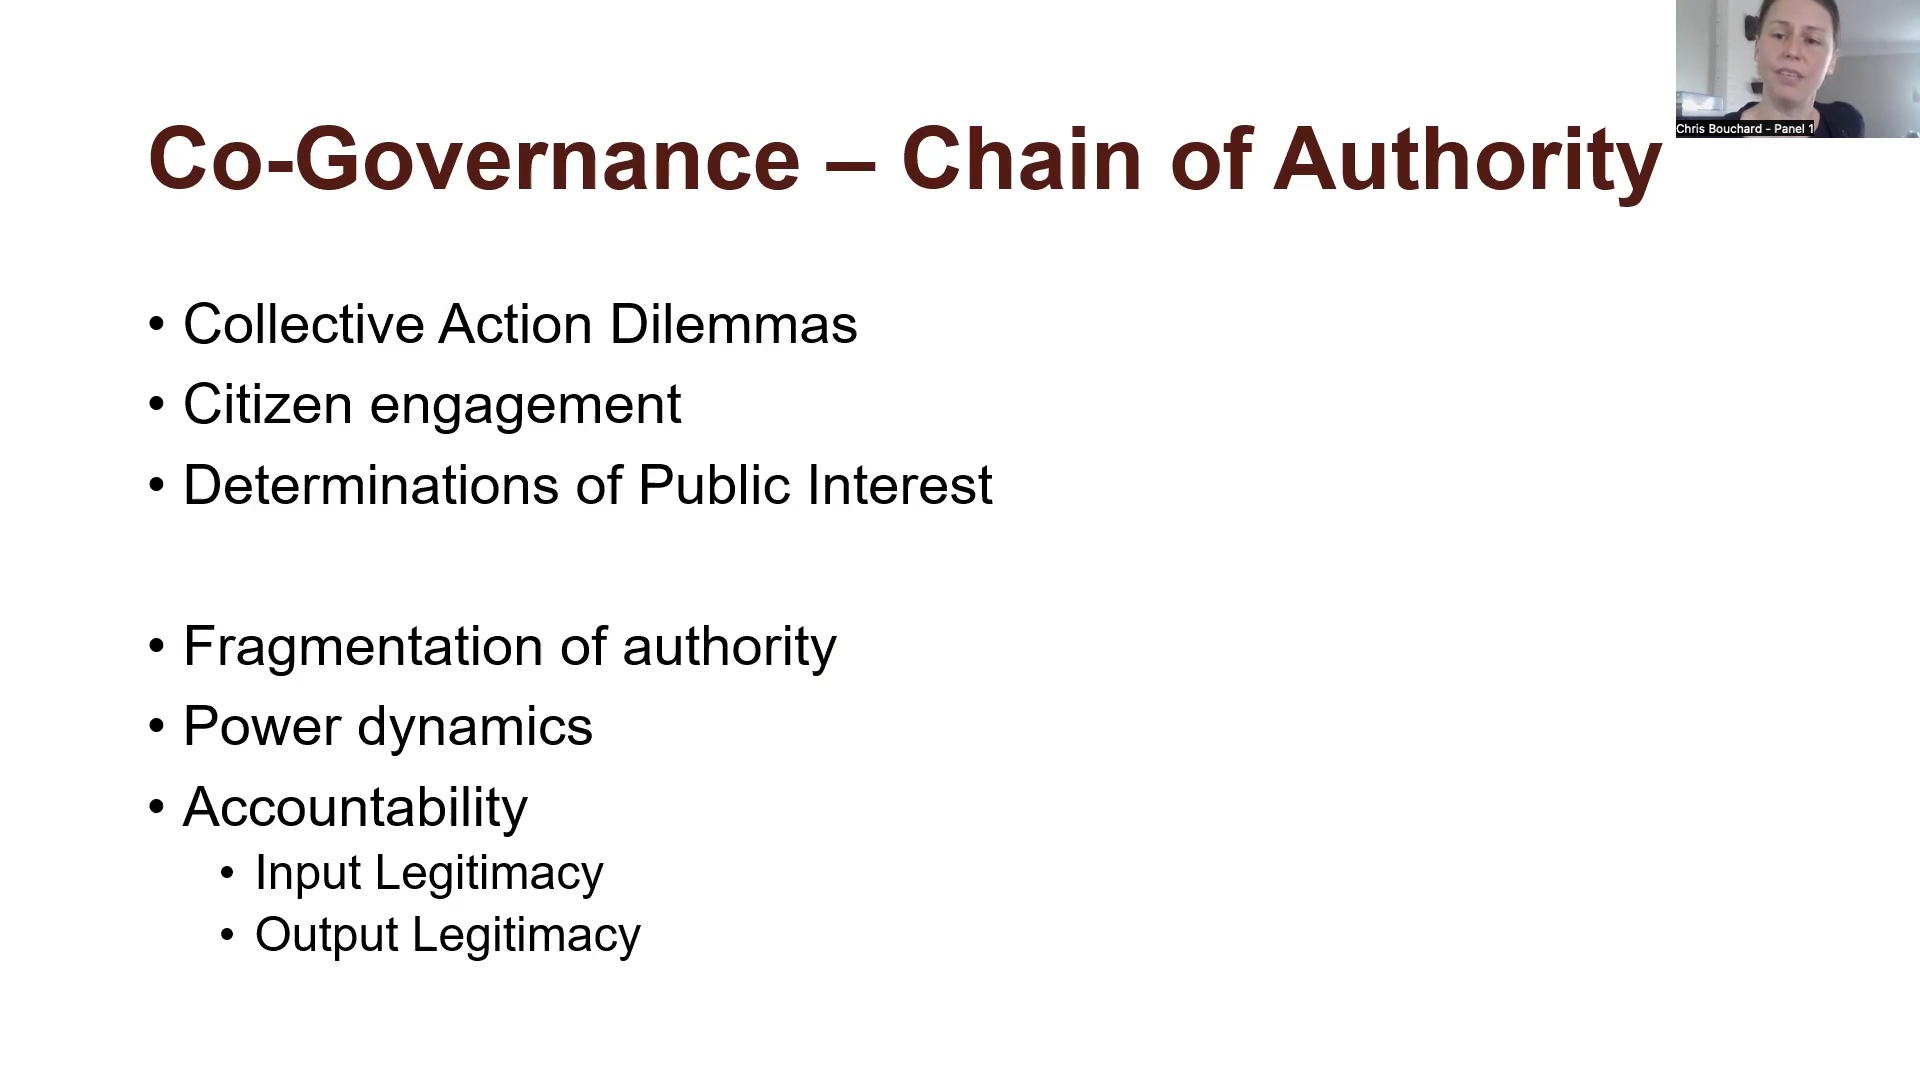 Chris Bouchard - Panel 1
Co-Governance – Chain of Authority
• Collective Action Dilemmas
• Citizen engagement
• Determinations of Public Interest
• Fragmentation of authority
• Power dynamics
• Accountability
• Input Legitimacy
• Output Legitimacy